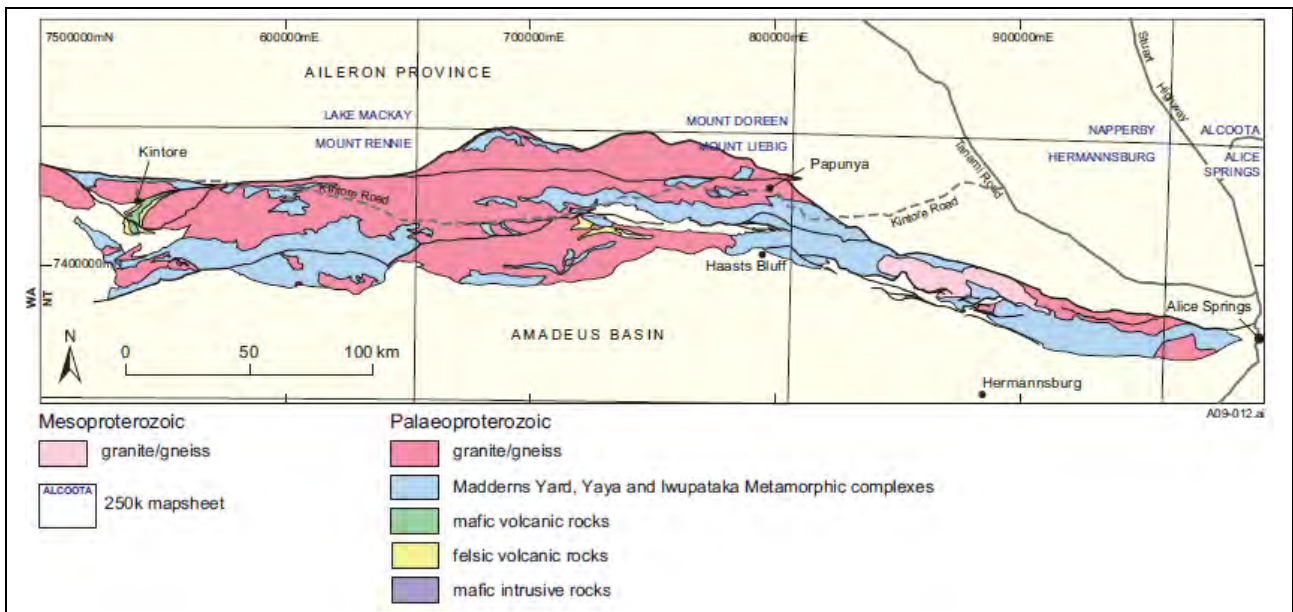 7500000mN
600000mE
700000mE
800000mE
900000mE
AILERON PROVINCE
Stuart
Highway
LAKE MACKAY
MOUNT DOREEN
NAPPERBY
ALCOOTA
MOUNT RENNIE
MOUNT LIEBIG
HERMANNSBURG
ALICE
SPRINGS
Kintore
Tanami Road
Papunya
Kintore Road
Kintore Road
7400000mN
Haasts Bluff
WA
NT
Alice Springs
N
AMADEUS BASIN
0 50 100 km
Hermannsburg
A09-012.ai
Mesoproterozoic
granite/gneiss
ALCOOTA
250k mapsheet
Palaeoproterozoic
granite/gneiss
Madderns Yard, Yaya and Iwupataka Metamorphic complexes
mafic volcanic rocks
felsic volcanic rocks
mafic intrusive rocks